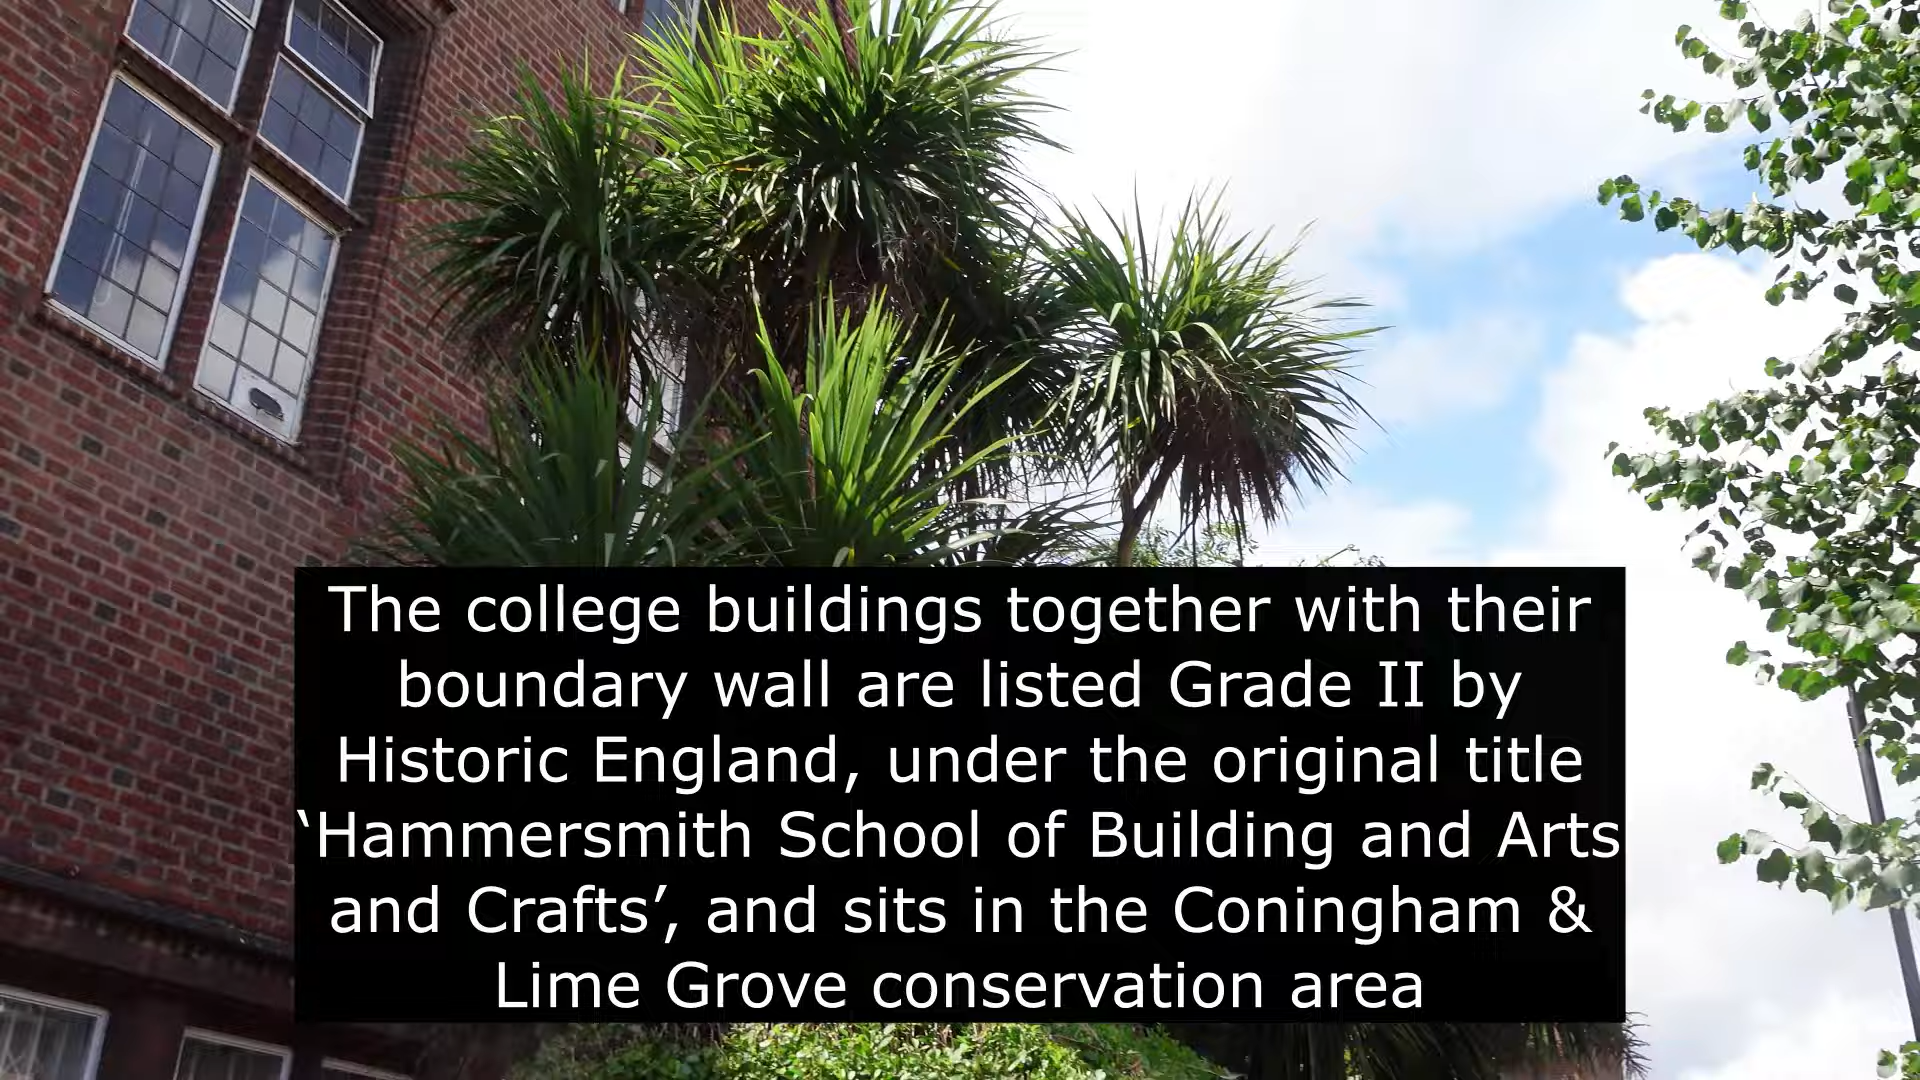 The college buildings together with their
boundary wall are listed Grade II by
Historic England, under the original title
‘Hammersmith School of Building and Arts
and Crafts’, and sits in the Coningham &
Lime Grove conservation area